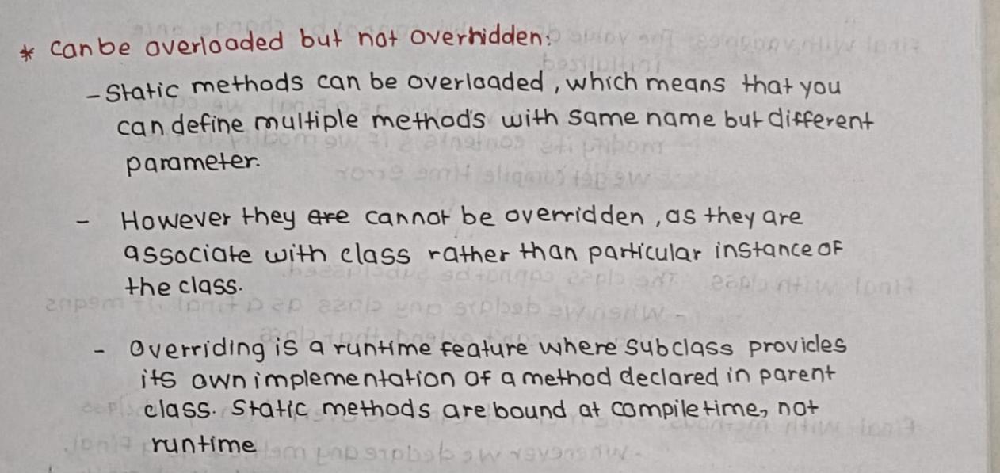 * can be overloaded but not overridden:
- Static methods can be overloaded, which means that you
can define multiple methods with same name but different
parameter.
- However they are cannot be overridden, as they are
associate with class rather than particular instance of
the class.
- Overriding is a runtime feature where subclass provides
its own implementation of a method declared in parent
class. Static methods are bound at compile time, not
runtime